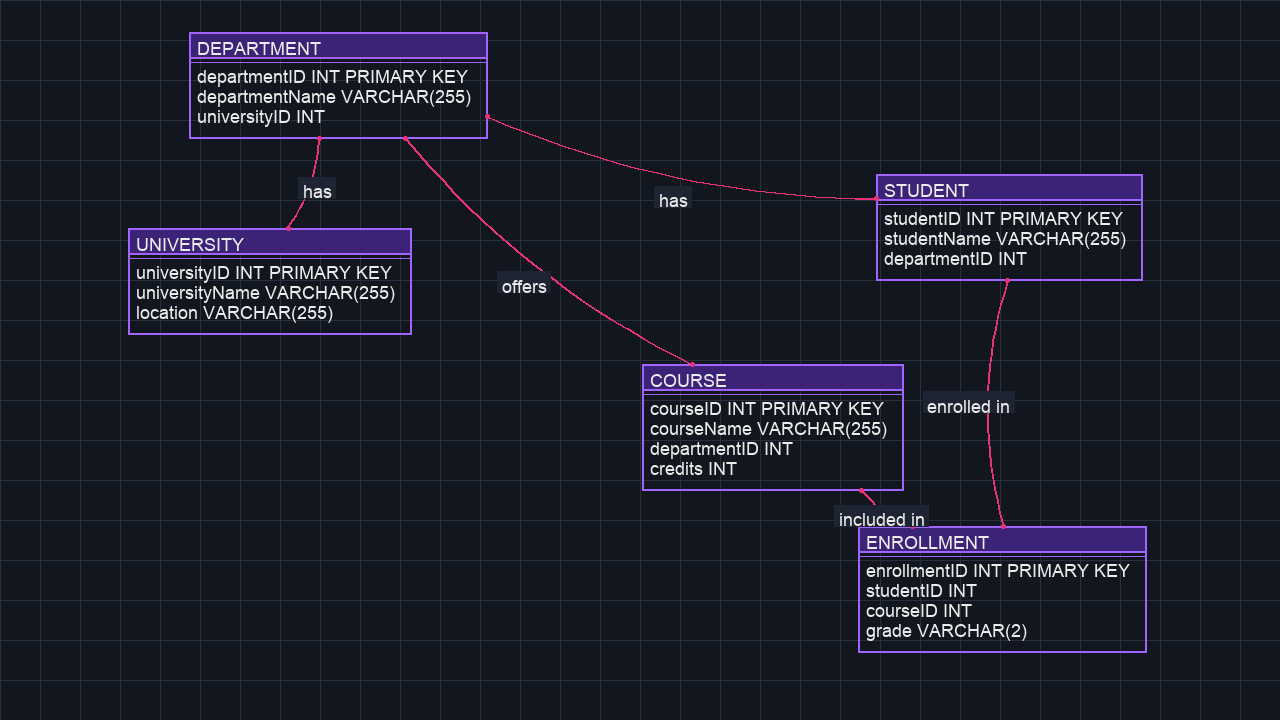 DEPARTMENT
departmentID INT PRIMARY KEY
departmentName VARCHAR(255)
universityID INT
has
has
STUDENT
studentID INT PRIMARY KEY
studentName VARCHAR(255)
departmentID INT
UNIVERSITY
universityID INT PRIMARY KEY
universityName VARCHAR(255)
location VARCHAR(255)
offers
COURSE
courseID INT PRIMARY KEY
courseName VARCHAR(255)
departmentID INT
credits INT
enrolled in
included in
ENROLLMENT
enrollmentID INT PRIMARY KEY
studentID INT
courseID INT
grade VARCHAR(2)